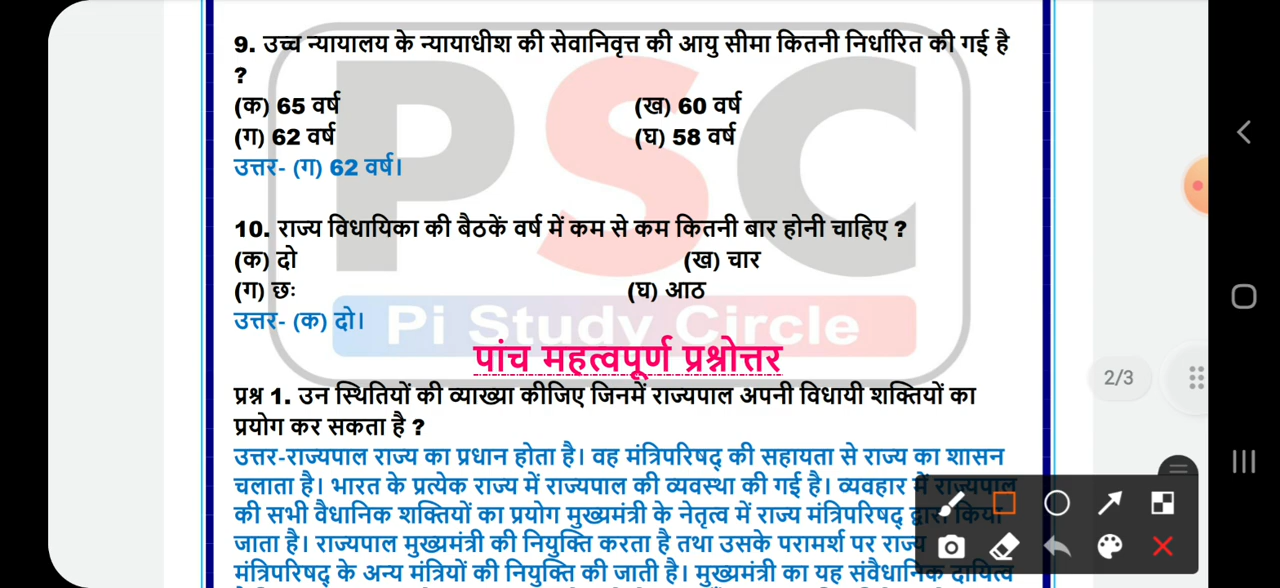 9. उच्च न्यायालय के न्यायाधीश की सेवानिवृत्त की आयु सीमा कितनी निर्धारित की गई है
?
(क) 65 वर्ष (ख) 60 वर्ष
(ग) 62 वर्ष (घ) 58 वर्ष
उत्तर- (ग) 62 वर्ष।
10. राज्य विधायिका की बैठकें वर्ष में कम से कम कितनी बार होनी चाहिए ?
(क) दो (ख) चार
(ग) छः (घ) आठ
उत्तर- (क) दो।
PSC
Pi Study Circle
पांच महत्वपूर्ण प्रश्नोत्तर
2/3
प्रश्न 1. उन स्थितियों की व्याख्या कीजिए जिनमें राज्यपाल अपनी विधायी शक्तियों का
प्रयोग कर सकता है ?
उत्तर-राज्यपाल राज्य का प्रधान होता है। वह मंत्रिपरिषद् की सहायता से राज्य का शासन
चलाता है। भारत के प्रत्येक राज्य में राज्यपाल की व्यवस्था की गई है। व्यवहार में राज्यपाल
की सभी वैधानिक शक्तियों का प्रयोग मुख्यमंत्री के नेतृत्व में राज्य मंत्रिपरिषद् द्वारा किया
जाता है। राज्यपाल मुख्यमंत्री की नियुक्ति करता है तथा उसके परामर्श पर राज्य
मंत्रिपरिषद् के अन्य मंत्रियों की नियुक्ति की जाती है। मुख्यमंत्री का यह संवैधानिक दायित्व